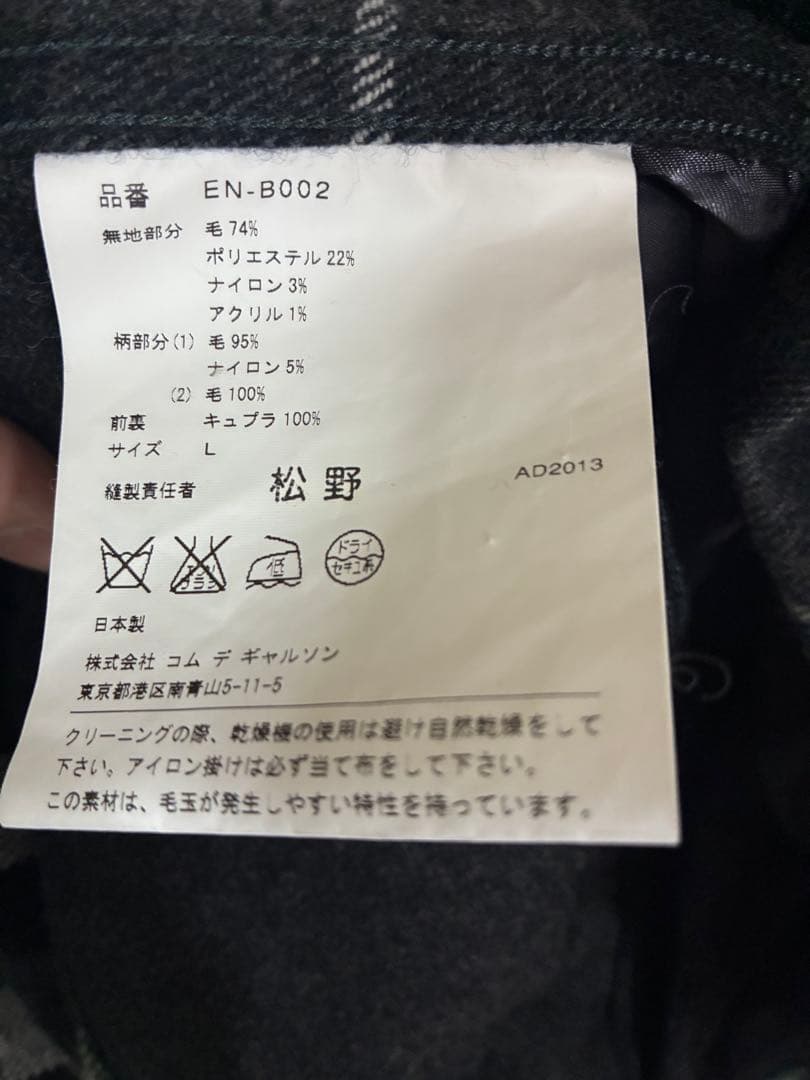 品番 EN-B002
無地部分 毛 74%
ポリエステル 22%
ナイロン 3%
アクリル 1%
柄部分(1) 毛 95%
ナイロン 5%
(2) 毛 100%
前裏 キュプラ 100%
サイズ L
縫製責任者 松野 AD2013
エンソ サラシ 低 ドライ セキユ系
日本製
株式会社 コム デ ギャルソン
東京都港区南青山5-11-5
クリーニングの際、乾燥機の使用は避け自然乾燥をして
下さい。アイロン掛けは必ず当て布をして下さい。
この素材は、毛玉が発生しやすい特性を持っています。